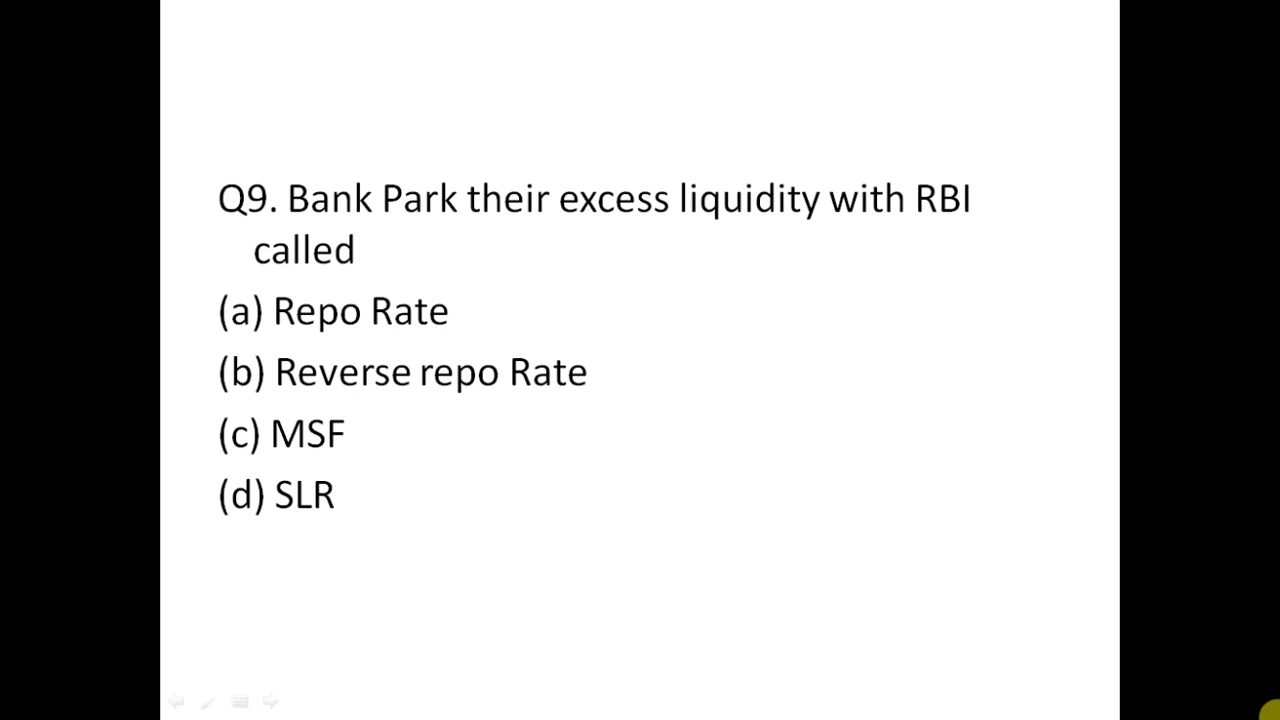 Q9. Bank Park their excess liquidity with RBI
called
(a) Repo Rate
(b) Reverse repo Rate
(c) MSF
(d) SLR